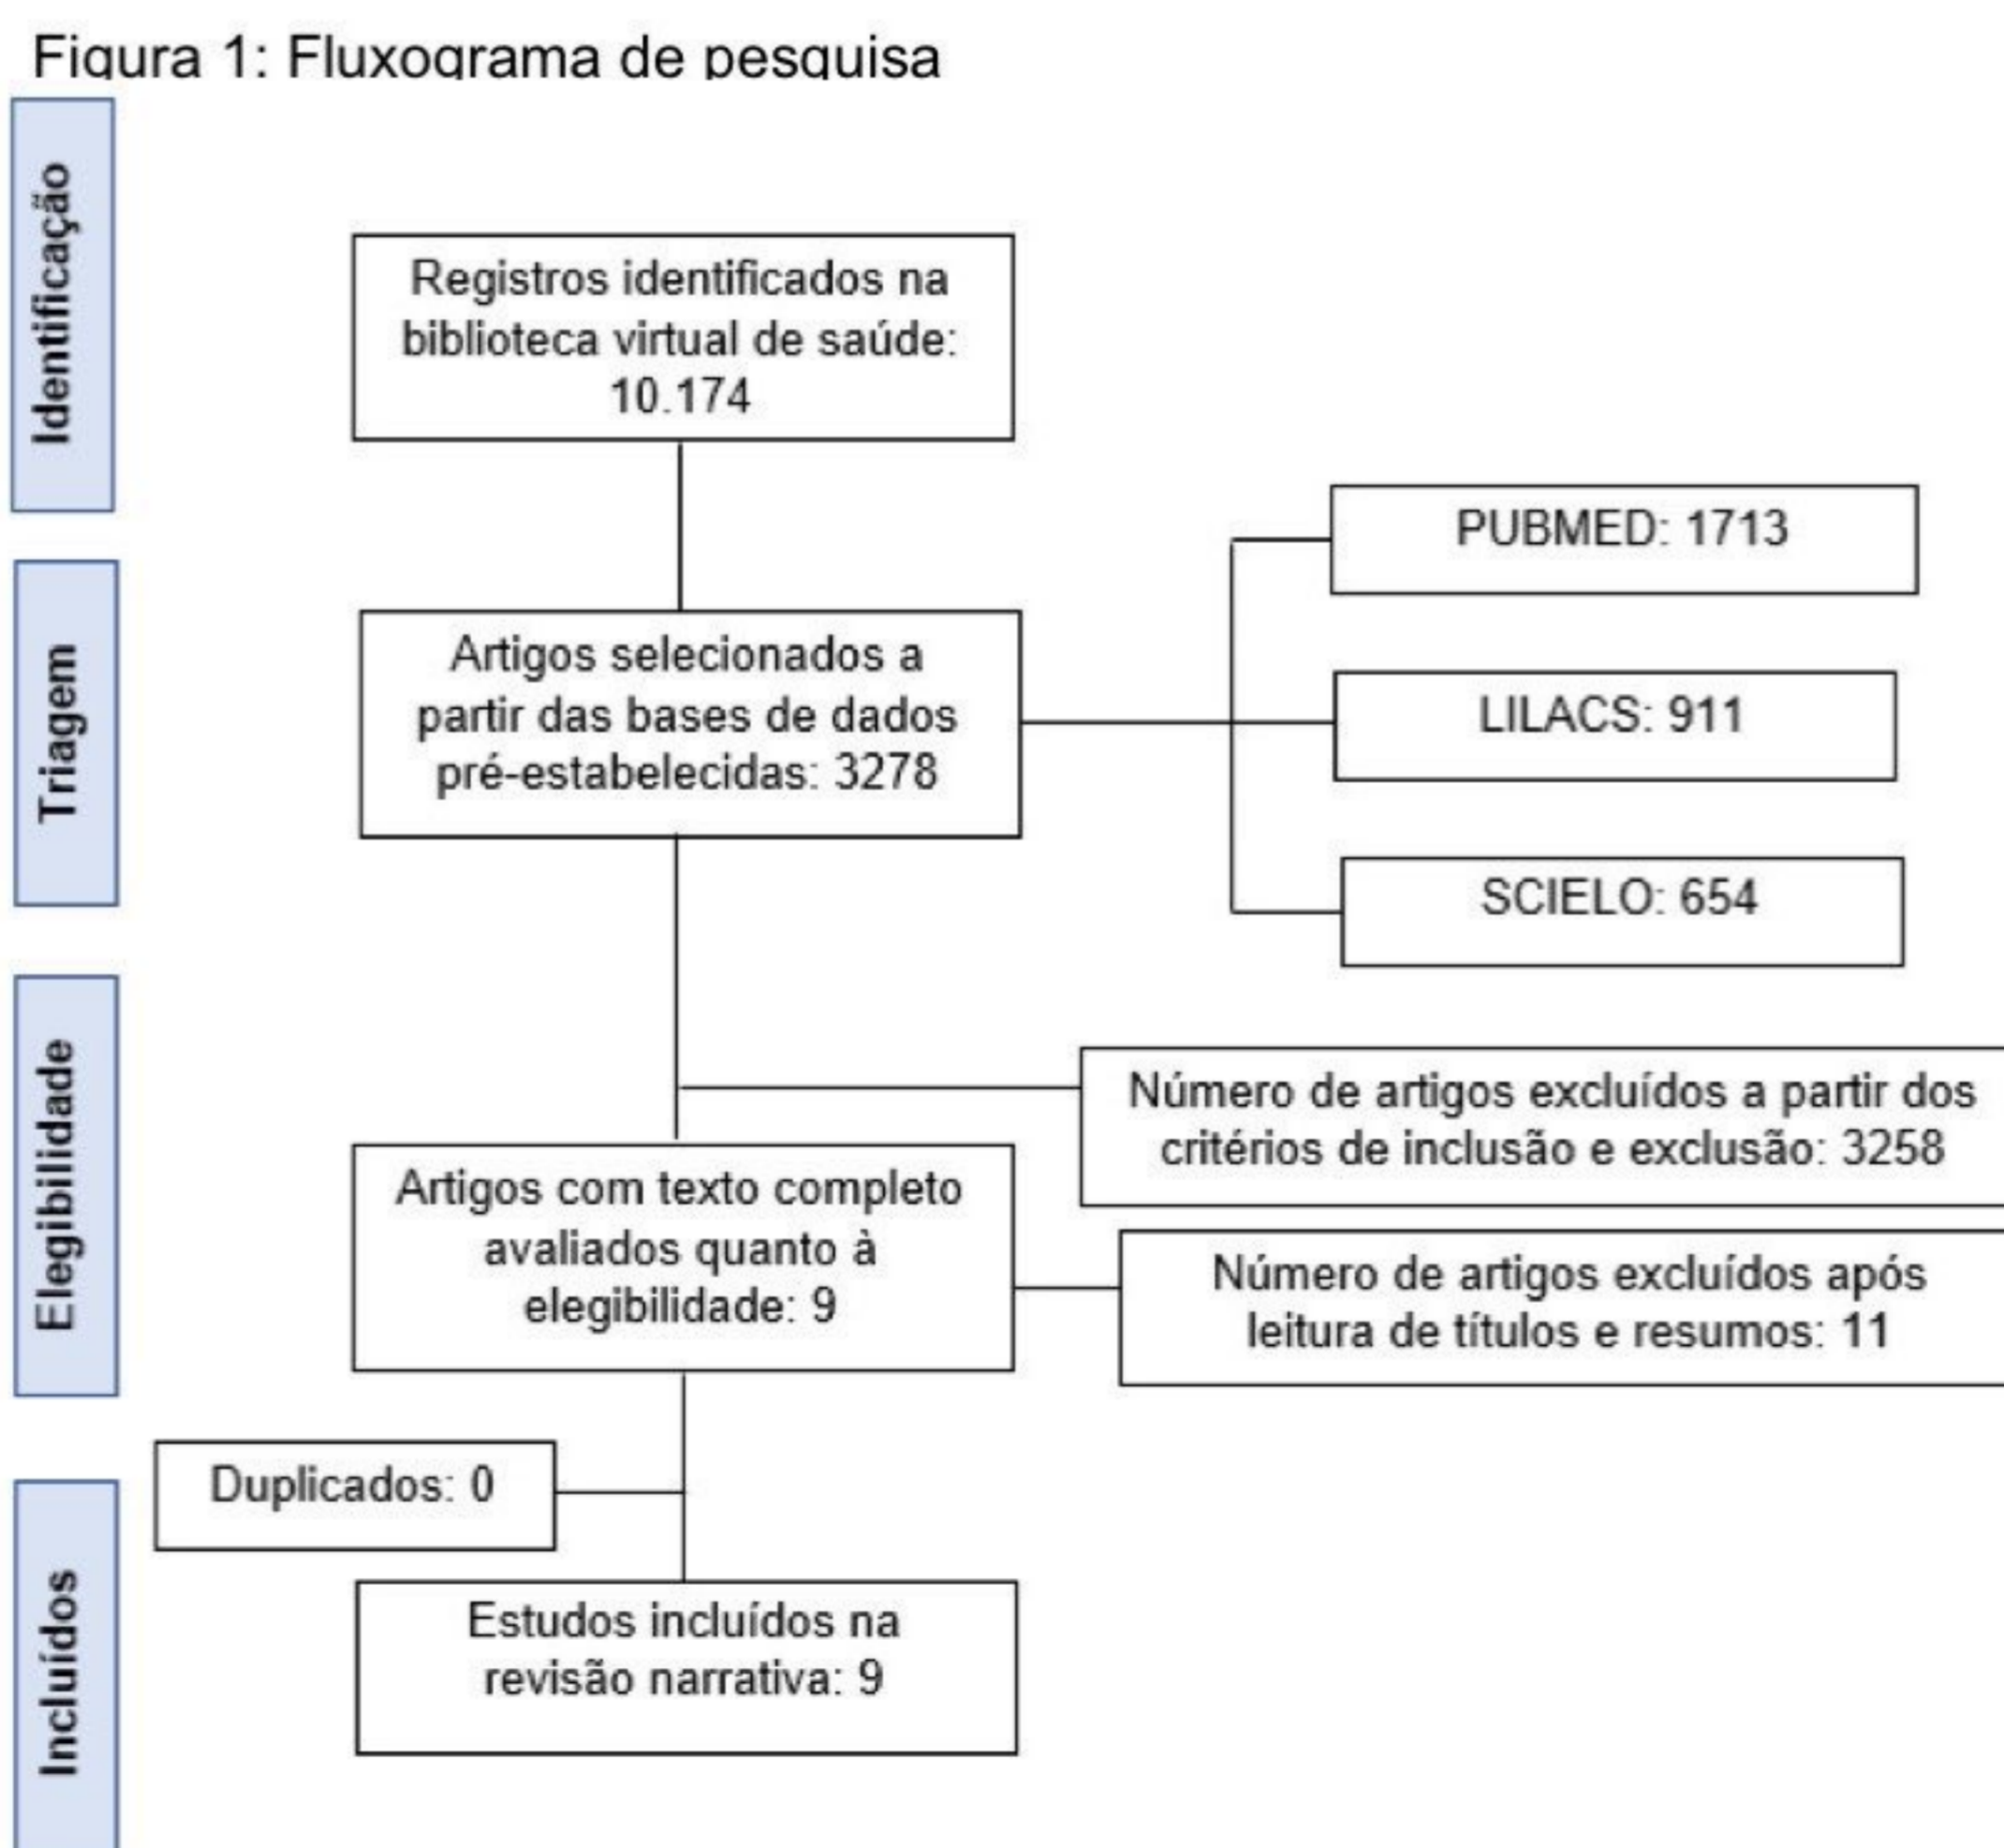 Figura 1: Fluxograma de pesquisa
Identificação
Registros identificados na
biblioteca virtual de saúde:
10.174
Triagem
Artigos selecionados a
partir das bases de dados
pré-estabelecidas: 3278
PUBMED: 1713
LILACS: 911
SCIELO: 654
Elegibilidade
Número de artigos excluídos a partir dos
critérios de inclusão e exclusão: 3258
Artigos com texto completo
avaliados quanto à
elegibilidade: 9
Número de artigos excluídos após
leitura de títulos e resumos: 11
Duplicados: 0
Incluídos
Estudos incluídos na
revisão narrativa: 9